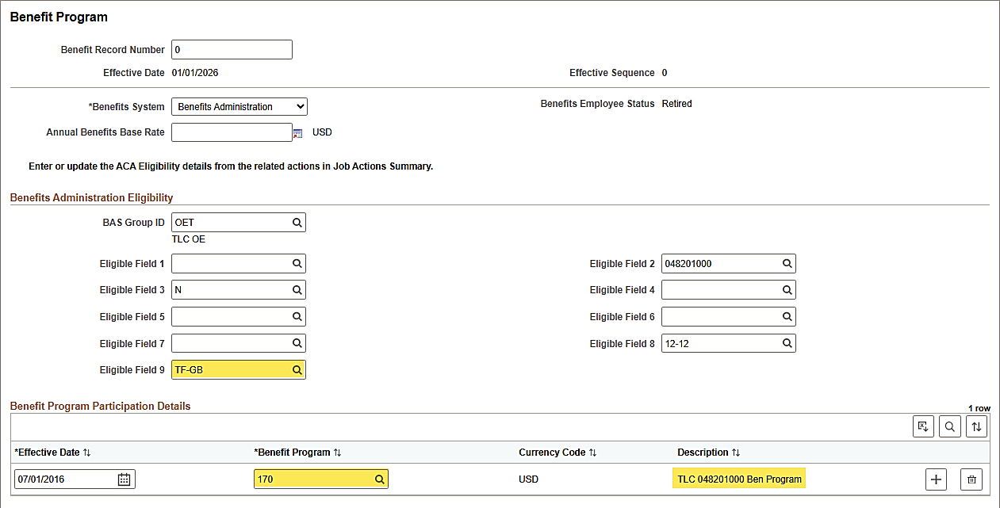 Benefit Program
Benefit Record Number 0
Effective Date 01/01/2026 Effective Sequence 0
*Benefits System Benefits Administration Benefits Employee Status Retired
Annual Benefits Base Rate USD
Enter or update the ACA Eligibility details from the related actions in Job Actions Summary.
Benefits Administration Eligibility
BAS Group ID OET
TLC OE
Eligible Field 1 Eligible Field 2 048201000
Eligible Field 3 N Eligible Field 4
Eligible Field 5 Eligible Field 6
Eligible Field 7 Eligible Field 8 12-12
Eligible Field 9 TF-GB
Benefit Program Participation Details
1 row
*Effective Date *Benefit Program Currency Code Description
07/01/2016 170 USD TLC 048201000 Ben Program